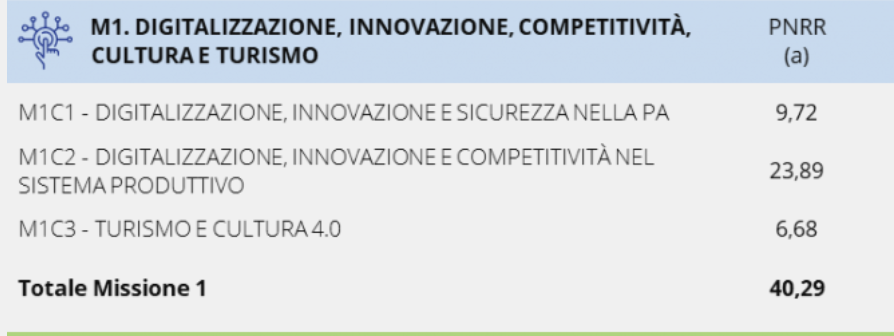 M1. DIGITALIZZAZIONE, INNOVAZIONE, COMPETITIVITÀ, PNRR
CULTURA E TURISMO (a)
M1C1 - DIGITALIZZAZIONE, INNOVAZIONE E SICUREZZA NELLA PA 9,72
M1C2 - DIGITALIZZAZIONE, INNOVAZIONE E COMPETITIVITÀ NEL
SISTEMA PRODUTTIVO 23,89
M1C3 - TURISMO E CULTURA 4.0 6,68
Totale Missione 1 40,29